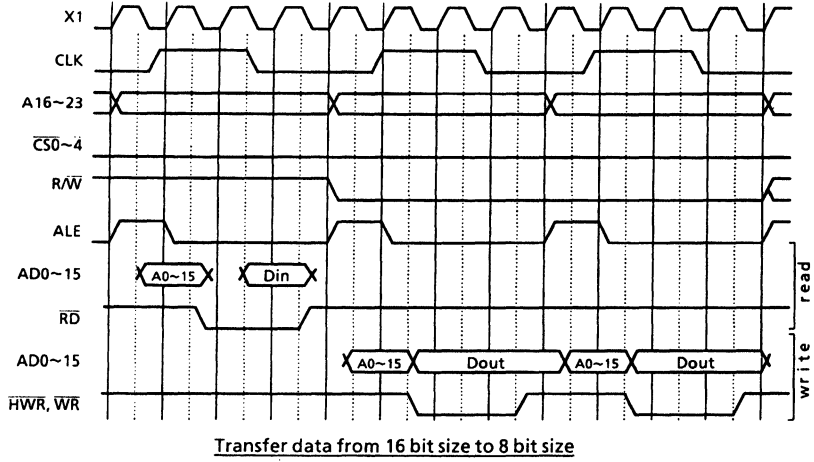 X1
CLK
A16~23
CS0~4
R/W
ALE
AD0~15 A0~15 Din
RD
read
AD0~15 A0~15 Dout A0~15 Dout
HWR, WR
write
Transfer data from 16 bit size to 8 bit size